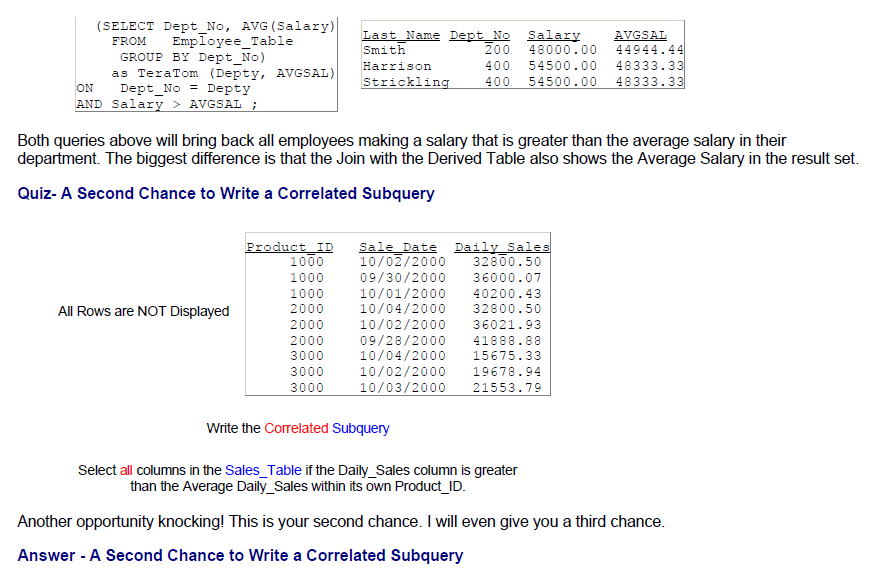 (SELECT Dept_No, AVG(Salary)
FROM Employee_Table
GROUP BY Dept_No)
as TeraTom (Depty, AVGSAL)
ON Dept_No = Depty
AND Salary > AVGSAL ;
Last_Name Dept_No Salary AVGSAL
Smith 200 48000.00 44944.44
Harrison 400 54500.00 48333.33
Strickling 400 54500.00 48333.33
Both queries above will bring back all employees making a salary that is greater than the average salary in their
department. The biggest difference is that the Join with the Derived Table also shows the Average Salary in the result set.
Quiz- A Second Chance to Write a Correlated Subquery
Product_ID Sale_Date Daily_Sales
1000 10/02/2000 32800.50
1000 09/30/2000 36000.07
1000 10/01/2000 40200.43
2000 10/04/2000 32800.50
2000 10/02/2000 36021.93
2000 09/28/2000 41888.88
3000 10/04/2000 15675.33
3000 10/02/2000 19678.94
3000 10/03/2000 21553.79
All Rows are NOT Displayed
Write the Correlated Subquery
Select all columns in the Sales_Table if the Daily_Sales column is greater
than the Average Daily_Sales within its own Product_ID.
Another opportunity knocking! This is your second chance. I will even give you a third chance.
Answer - A Second Chance to Write a Correlated Subquery